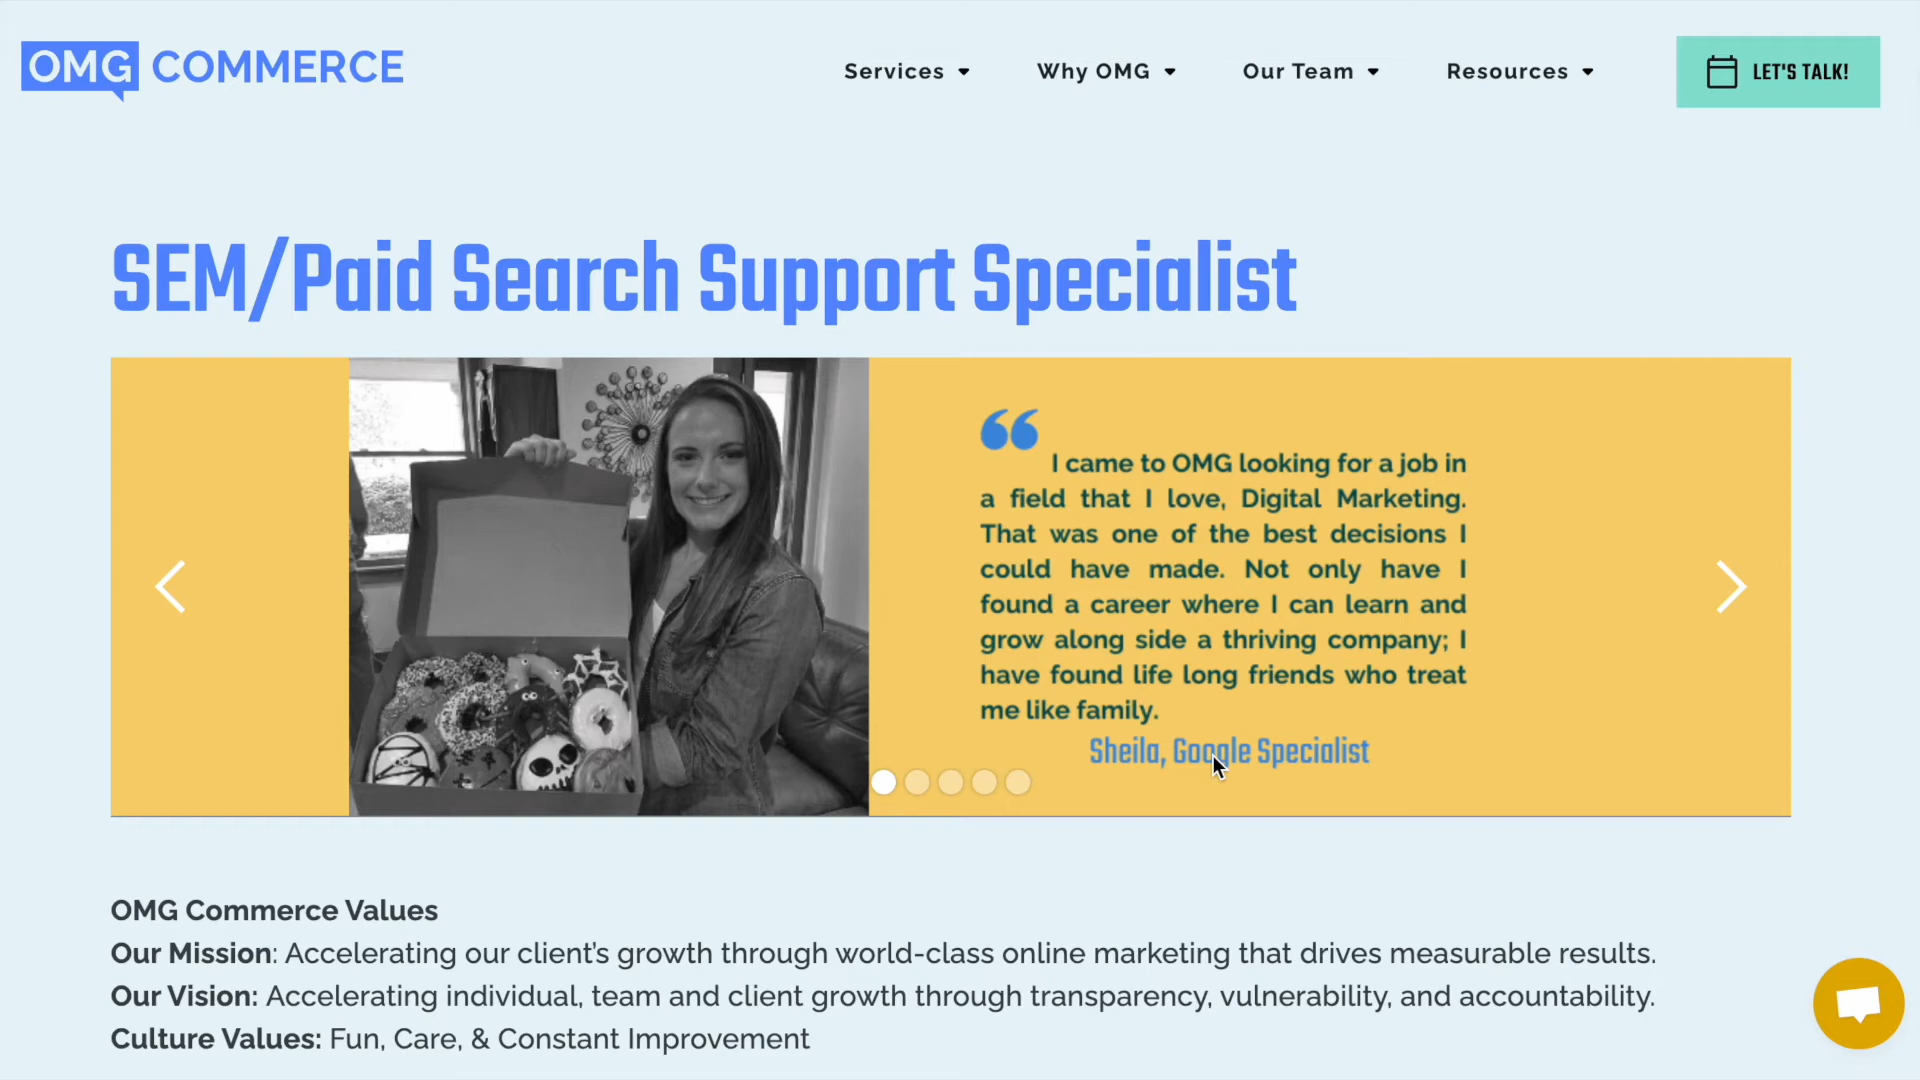 OMG COMMERCE
Services
Why OMG
Our Team
Resources
LET'S TALK!
SEM/Paid Search Support Specialist
“ I came to OMG looking for a job in
a field that I love, Digital Marketing.
That was one of the best decisions I
could have made. Not only have I
found a career where I can learn and
grow along side a thriving company; I
have found life long friends who treat
me like family.
Sheila, Google Specialist
OMG Commerce Values
Our Mission: Accelerating our client’s growth through world-class online marketing that drives measurable results.
Our Vision: Accelerating individual, team and client growth through transparency, vulnerability, and accountability.
Culture Values: Fun, Care, & Constant Improvement